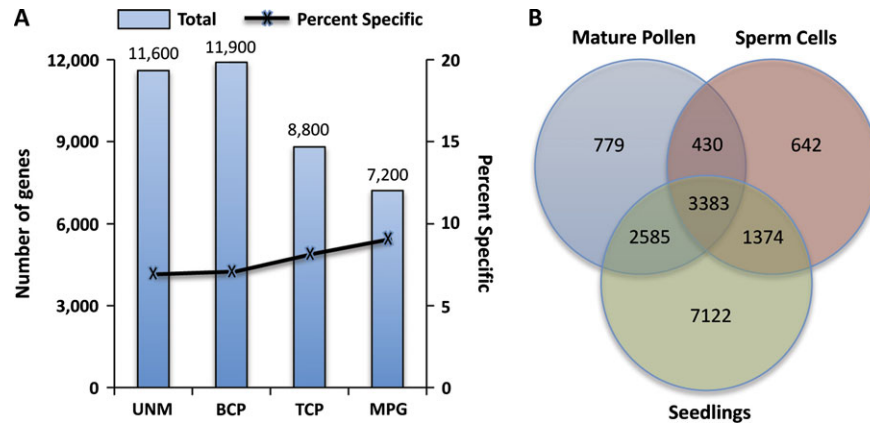 A
Total
Percent Specific
12,000
9,000
6,000
3,000
0
Number of genes
11,600
11,900
8,800
7,200
20
15
10
5
0
Percent Specific
UNM
BCP
TCP
MPG
B
Mature Pollen
Sperm Cells
779
430
642
3383
2585
1374
7122
Seedlings